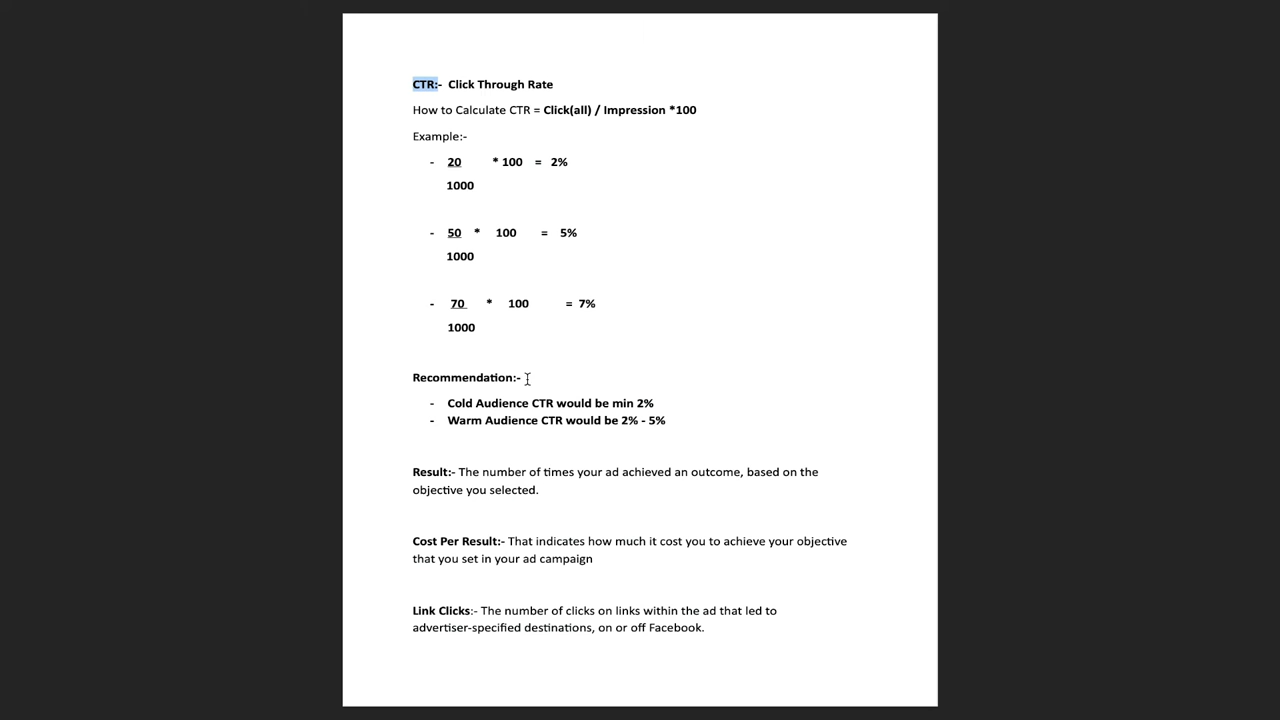 CTR:- Click Through Rate
How to Calculate CTR = Click(all) / Impression *100
Example:-
- 20 * 100 = 2%
1000
- 50 * 100 = 5%
1000
- 70 * 100 = 7%
1000
Recommendation:-
- Cold Audience CTR would be min 2%
- Warm Audience CTR would be 2% - 5%
Result:- The number of times your ad achieved an outcome, based on the
objective you selected.
Cost Per Result:- That indicates how much it cost you to achieve your objective
that you set in your ad campaign
Link Clicks:- The number of clicks on links within the ad that led to
advertiser-specified destinations, on or off Facebook.